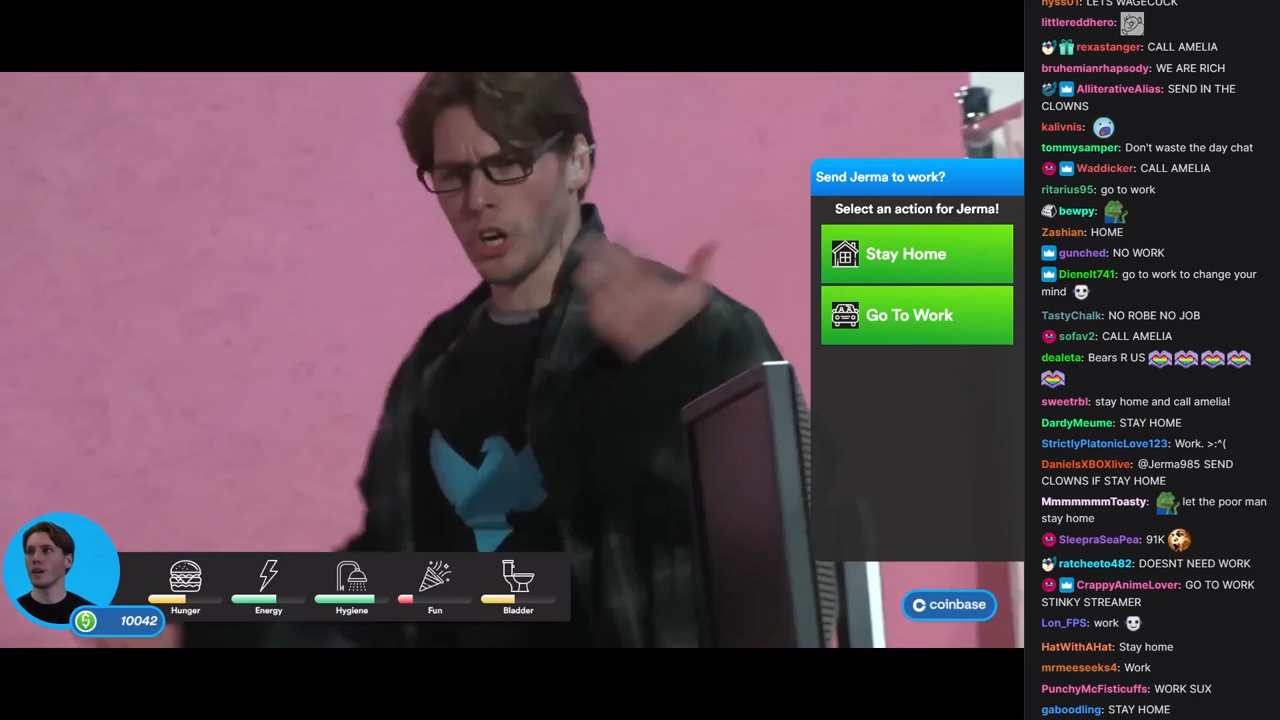 Send Jerma to work?
Select an action for Jerma!
Stay Home
Go To Work
Hunger
Energy
Hygiene
Fun
Bladder
10042
coinbase
hyss01: LETS WAGECUCK
littlereddhero:
rexastanger: CALL AMELIA
bruhemianrhapsody: WE ARE RICH
AlliterativeAlias: SEND IN THE
CLOWNS
kalivnis:
tommysamper: Don't waste the day chat
Waddicker: CALL AMELIA
ritarius95: go to work
bewpy:
Zashian: HOME
gunched: NO WORK
Dienelt741: go to work to change your
mind
TastyChalk: NO ROBE NO JOB
sofav2: CALL AMELIA
dealeta: Bears R US
sweetrbl: stay home and call amelia!
DardyMeume: STAY HOME
StrictlyPlatonicLove123: Work. >:^(
DanielsXBOXlive: @Jerma985 SEND
CLOWNS IF STAY HOME
MmmmmmmToasty: let the poor man
stay home
SleepraSeaPea: 91K
ratcheeto482: DOESNT NEED WORK
CrappyAnimeLover: GO TO WORK
STINKY STREAMER
Lon_FPS: work
HatWithAHat: Stay home
mrmeeseeks4: Work
PunchyMcFisticuffs: WORK SUX
gaboodling: STAY HOME